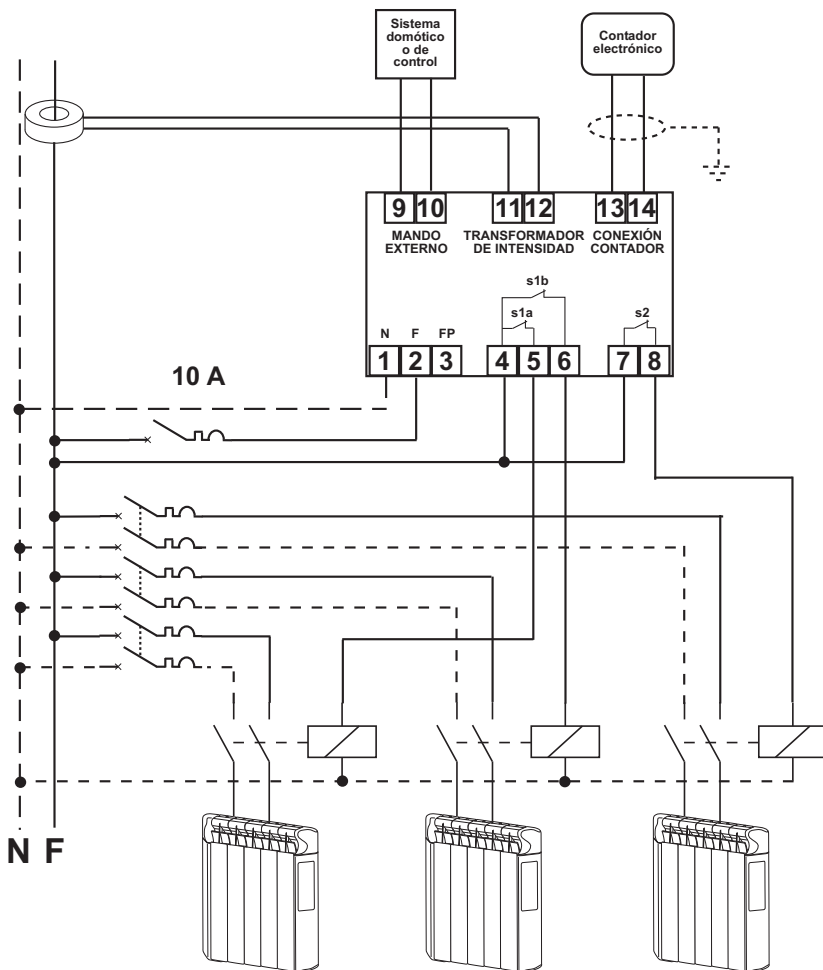 Sistema
domótico
o de
control
Contador
electrónico
9 10 11 12 13 14
MANDO
EXTERNO
TRANSFORMADOR
DE INTENSIDAD
CONEXIÓN
CONTADOR
s1b
s1a
s2
N F FP
1 2 3 4 5 6 7 8
10 A
N F